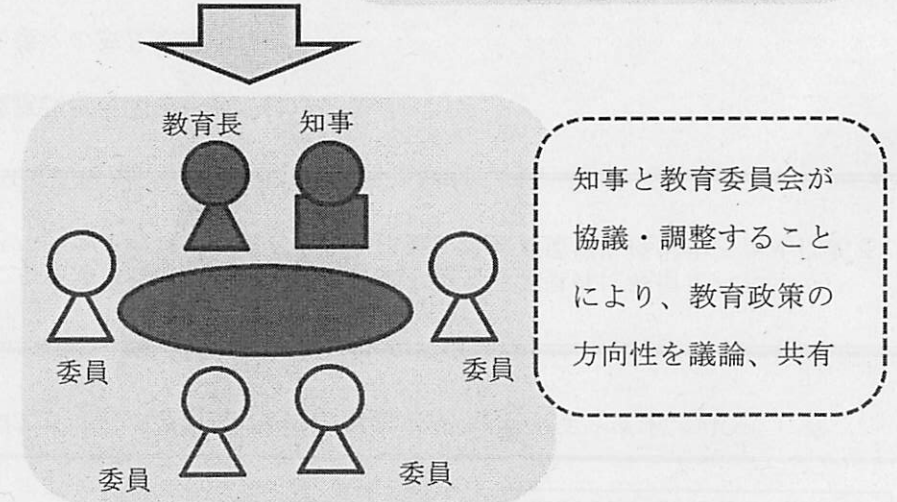 教育長
知事
知事と教育委員会が
協議・調整すること
により、教育政策の
方向性を議論、共有
委員
委員
委員
委員